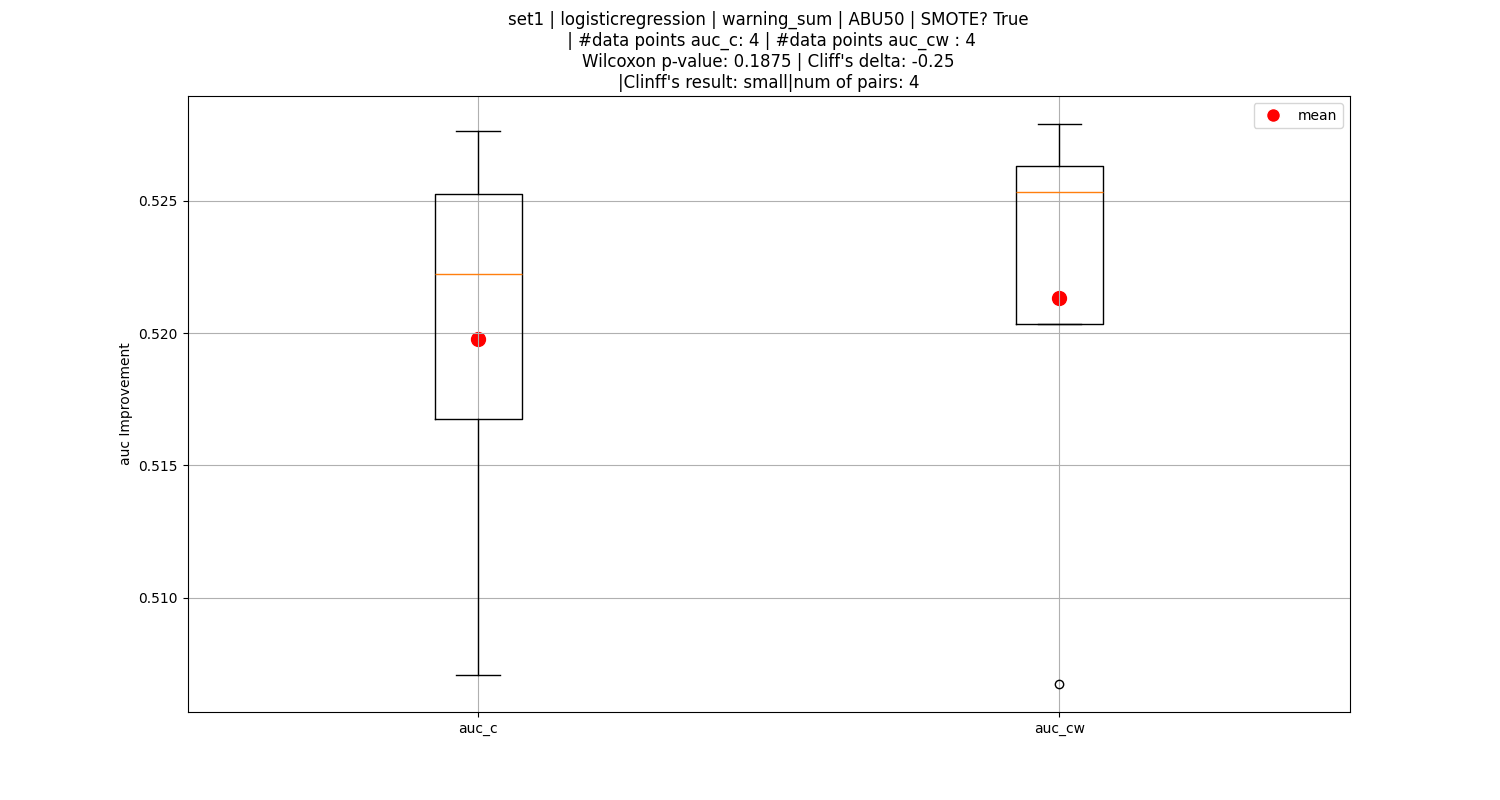 set1 | logisticregression | warning_sum | ABU50 | SMOTE? True
| #data points auc_c: 4 | #data points auc_cw : 4
Wilcoxon p-value: 0.1875 | Cliff's delta: -0.25
|Clinff's result: small|num of pairs: 4
mean
0.525
0.520
0.515
0.510
auc Improvement
auc_c
auc_cw